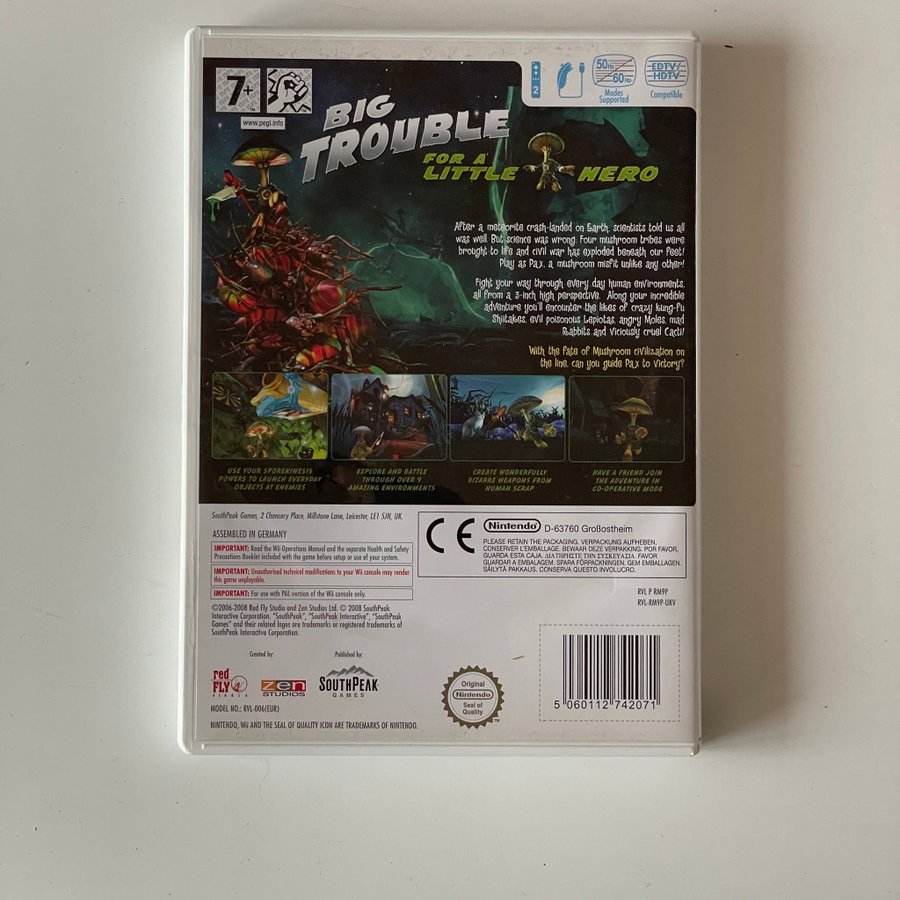 7+
www.pegi.info
2
50Hz
60Hz
Modes
Supported
EDTV/
HDTV
Compatible
BIG
TROUBLE
FOR A
LITTLE HERO
After a meteorite crash-landed on Earth, scientists told us all
was well. But science was wrong. Four mushroom tribes were
brought to life and civil war has exploded beneath our feet!
Play as Pax, a mushroom misfit unlike any other!
Fight your way through every day human environments,
all from a 3-inch high perspective. Along your incredible
adventure you'll encounter the likes of crazy kung-fu
Shiitakes, evil poisonous Lepiotas, angry Moles, mad
Rabbits and Viciously cruel Cacti!
With the fate of Mushroom civilization on
the line, can you guide Pax to Victory?
USE YOUR SPOREKINESIS
POWERS TO LAUNCH EVERYDAY
OBJECTS AT ENEMIES
EXPLORE AND BATTLE
THROUGH OVER 9
AMAZING ENVIRONMENTS
CREATE WONDERFULLY
BIZARRE WEAPONS FROM
HUMAN SCRAP
HAVE A FRIEND JOIN
THE ADVENTURE IN
CO-OPERATIVE MODE
SouthPeak Games, 2 Chancery Place, Millstone Lane, Leicester, LE1 5JN, UK.
ASSEMBLED IN GERMANY
IMPORTANT: Read the Wii Operations Manual and the separate Health and Safety
Precautions Booklet included with the game before setup or use of your system.
IMPORTANT: Unauthorised technical modifications to your Wii console may render
this game unplayable.
IMPORTANT: For use with PAL version of the Wii console only.
CE
Nintendo D-63760 Großostheim
PLEASE RETAIN THE PACKAGING. VERPACKUNG AUFHEBEN.
CONSERVER L'EMBALLAGE. BEWAAR DEZE VERPAKKING. POR FAVOR,
GUARDA ESTA CAJA. ΔΙΑΤΗΡΗΣΤΕ ΤΗΝ ΣΥΣΚΕΥΑΣΙΑ. FAVOR
GUARDAR A EMBALAGEM. SPARA FÖRPACKNINGEN. GEM EMBALLAGEN.
SÄILYTÄ PAKKAUS. CONSERVA QUESTO INVOLUCRO.
RVL P RM9P
RVL-RM9P-UKV
©2006-2008 Red Fly Studio and Zen Studios Ltd. © 2008 SouthPeak
Interactive Corporation. "SouthPeak", "SouthPeak Interactive", "SouthPeak
Games" and their related logos are trademarks or registered trademarks of
SouthPeak Interactive Corporation.
Created by:
Published by:
red
FLY
studio
zen
STUDIOS
SOUTHPEAK
GAMES
Original
Nintendo
Seal of
Quality
5 060112 742071
MODEL NO.: RVL-006(EUR)
NINTENDO, Wii AND THE SEAL OF QUALITY ICON ARE TRADEMARKS OF NINTENDO.